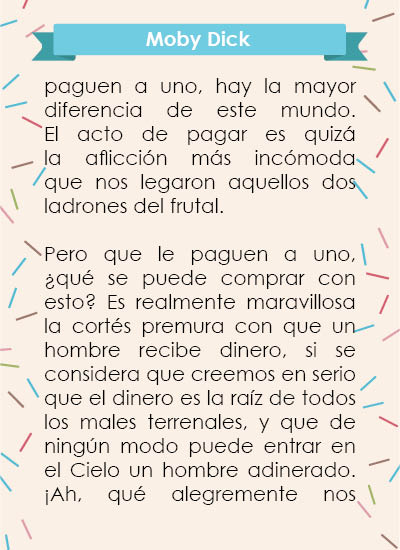 Moby Dick
paguen a uno, hay la mayor
diferencia de este mundo.
El acto de pagar es quizá
la aflicción más incómoda
que nos legaron aquellos dos
ladrones del frutal.
Pero que le paguen a uno,
¿qué se puede comprar con
esto? Es realmente maravillosa
la cortés premura con que un
hombre recibe dinero, si se
considera que creemos en serio
que el dinero es la raíz de todos
los males terrenales, y que de
ningún modo puede entrar en
el Cielo un hombre adinerado.
¡Ah, qué alegremente nos